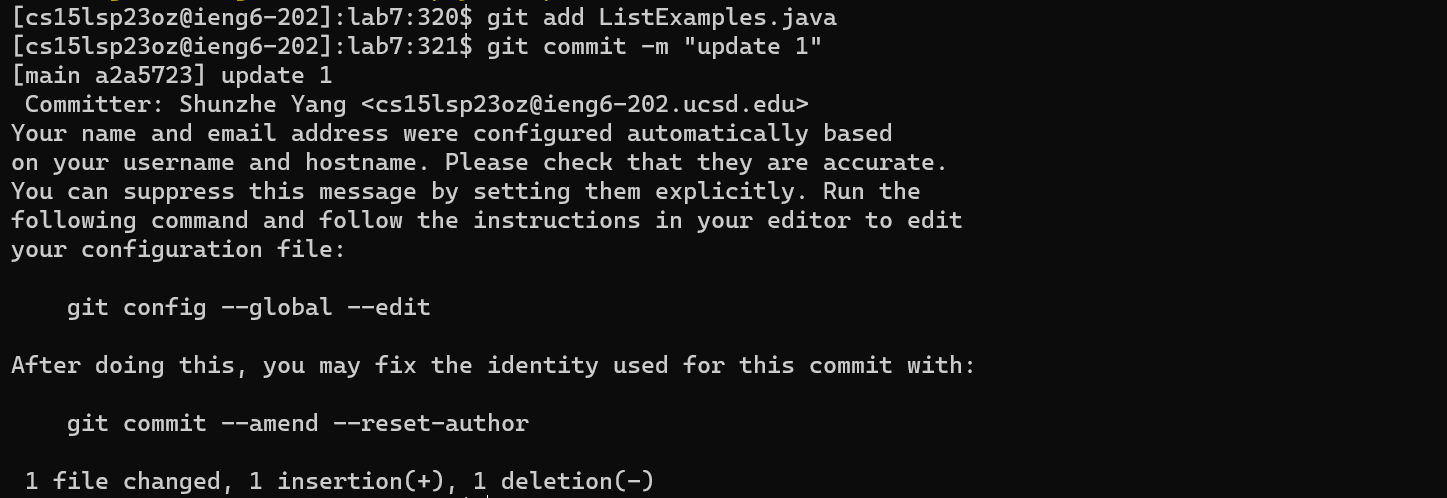 [cs15lsp23oz@ieng6-202]:lab7:320$ git add ListExamples.java
[cs15lsp23oz@ieng6-202]:lab7:321$ git commit -m "update 1"
[main a2a5723] update 1
 Committer: Shunzhe Yang <cs15lsp23oz@ieng6-202.ucsd.edu>
Your name and email address were configured automatically based
on your username and hostname. Please check that they are accurate.
You can suppress this message by setting them explicitly. Run the
following command and follow the instructions in your editor to edit
your configuration file:

    git config --global --edit

After doing this, you may fix the identity used for this commit with:

    git commit --amend --reset-author

 1 file changed, 1 insertion(+), 1 deletion(-)